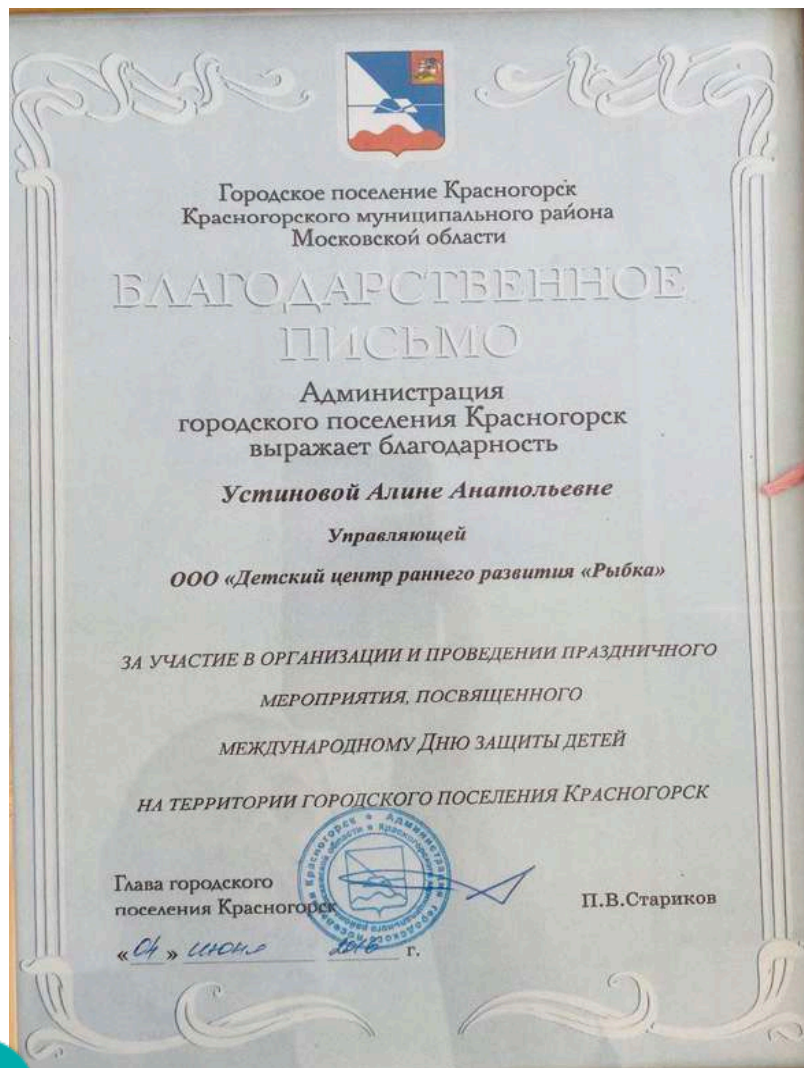 Городское поселение Красногорск
Красногорского муниципального района
Московской области
БЛАГОДАРСТВЕННОЕ
ПИСЬМО
Администрация
городского поселения Красногорск
выражает благодарность
Устиновой Алине Анатольевне
Управляющей
ООО «Детский центр раннего развития «Рыбка»
ЗА УЧАСТИЕ В ОРГАНИЗАЦИИ И ПРОВЕДЕНИИ ПРАЗДНИЧНОГО
МЕРОПРИЯТИЯ, ПОСВЯЩЕННОГО
МЕЖДУНАРОДНОМУ ДНЮ ЗАЩИТЫ ДЕТЕЙ
НА ТЕРРИТОРИИ ГОРОДСКОГО ПОСЕЛЕНИЯ КРАСНОГОРСК
Глава городского
поселения Красногорск
П.В.Стариков
«04» июня 2016 г.